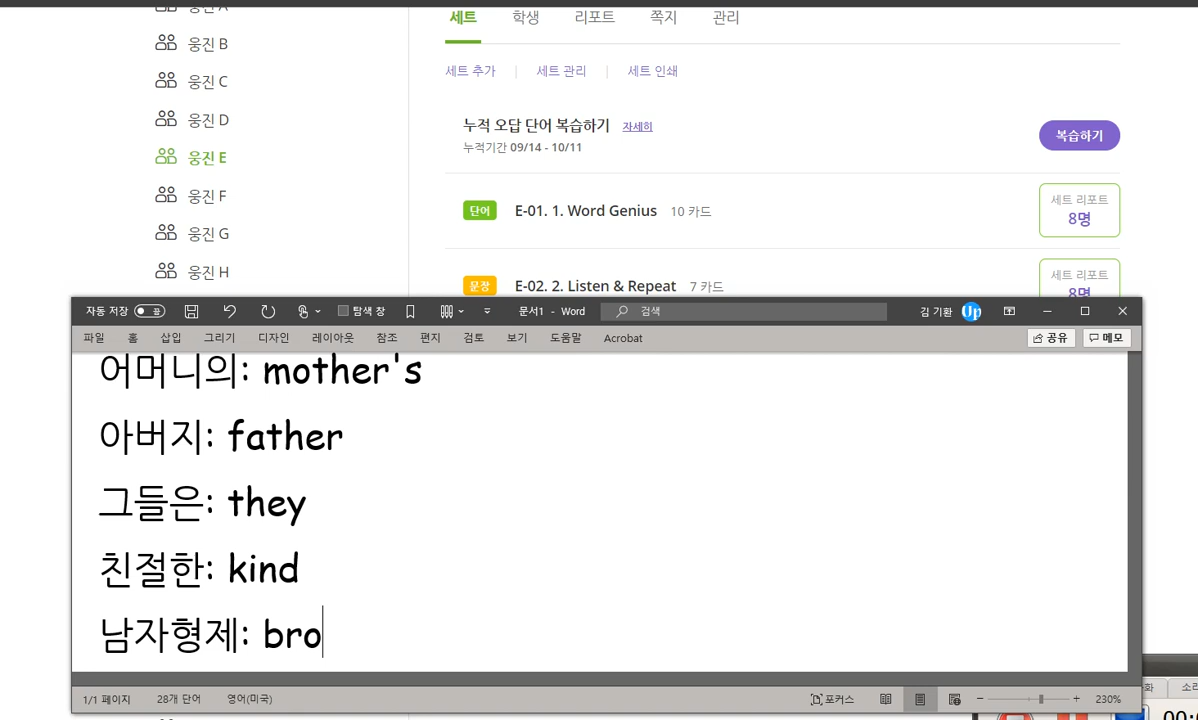 웅진 A
웅진 B
웅진 C
웅진 D
웅진 E
웅진 F
웅진 G
웅진 H
세트 학생 리포트 쪽지 관리
세트 추가 | 세트 관리 | 세트 인쇄
누적 오답 단어 복습하기 자세히
누적기간 09/14 - 10/11
복습하기
단어 E-01. 1. Word Genius 10 카드
세트 리포트
8명
문장 E-02. 2. Listen & Repeat 7 카드
세트 리포트
8명
자동 저장 끔 탐색 창 문서1 - Word 검색 김 기환 Up
파일 홈 삽입 그리기 디자인 레이아웃 참조 편지 검토 보기 도움말 Acrobat 공유 메모
어머니의: mother's
아버지: father
그들은: they
친절한: kind
남자형제: bro
1/1 페이지 28개 단어 영어(미국) 포커스 - + 230%